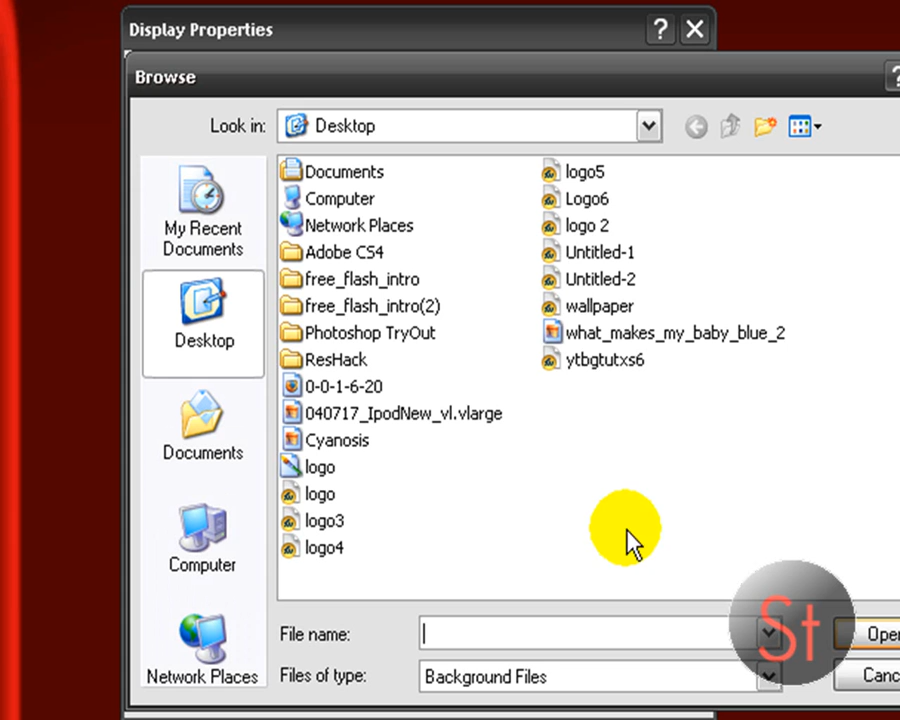 Display Properties
Browse
Look in:
Desktop
My Recent
Documents
Desktop
Documents
Computer
Network Places
Documents
Computer
Network Places
Adobe CS4
free_flash_intro
free_flash_intro(2)
Photoshop TryOut
ResHack
0-0-1-6-20
040717_IpodNew_vl.vlarge
Cyanosis
logo
logo
logo3
logo4
logo5
Logo6
logo 2
Untitled-1
Untitled-2
wallpaper
what_makes_my_baby_blue_2
ytbgtutxs6
File name:
Files of type:
Background Files
Open
Canc
St